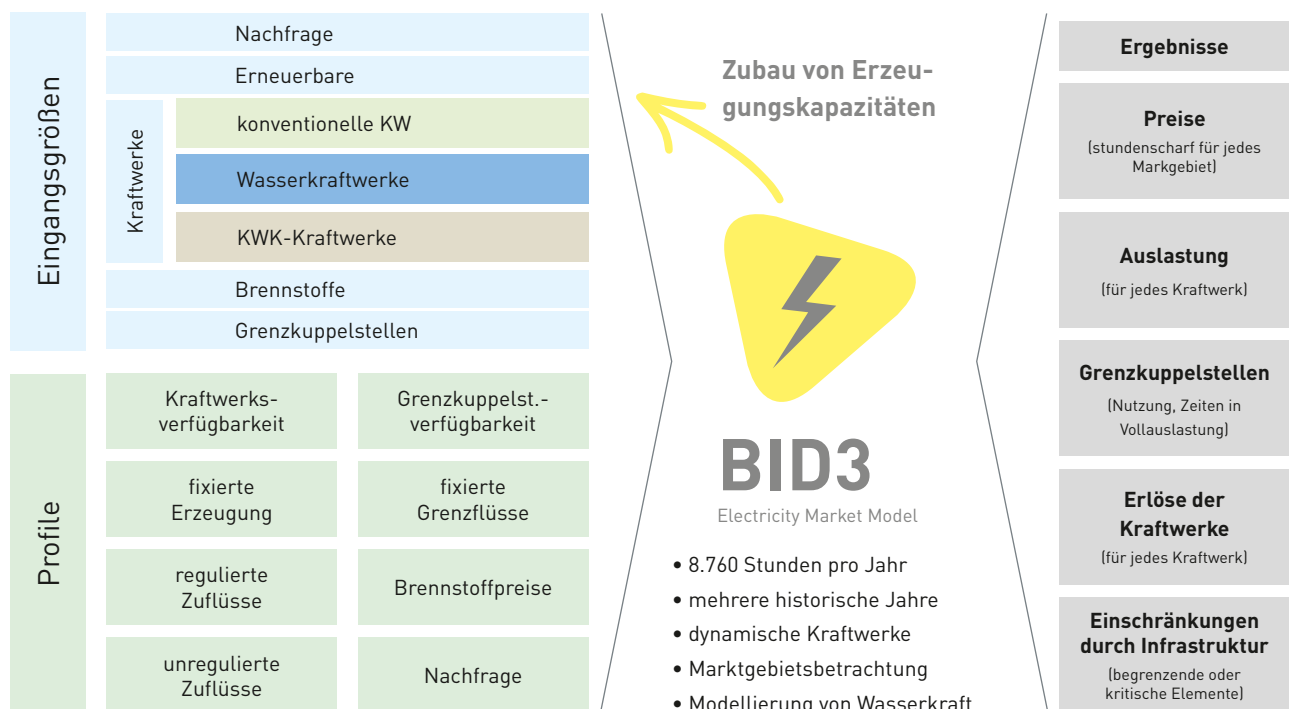 Eingangsgrößen
Nachfrage
Erneuerbare
Kraftwerke
konventionelle KW
Wasserkraftwerke
KWK-Kraftwerke
Brennstoffe
Grenzkuppelstellen
Profile
Kraftwerks-
verfügbarkeit
Grenzkuppelst.-
verfügbarkeit
fixierte
Erzeugung
fixierte
Grenzflüsse
regulierte
Zuflüsse
Brennstoffpreise
unregulierte
Zuflüsse
Nachfrage
Zubau von Erzeu-
gungskapazitäten
BID3
Electricity Market Model
• 8.760 Stunden pro Jahr
• mehrere historische Jahre
• dynamische Kraftwerke
• Marktgebietsbetrachtung
• Modellierung von Wasserkraft
Ergebnisse
Preise
(stundenscharf für jedes
Markgebiet)
Auslastung
(für jedes Kraftwerk)
Grenzkuppelstellen
(Nutzung, Zeiten in
Vollauslastung)
Erlöse der
Kraftwerke
(für jedes Kraftwerk)
Einschränkungen
durch Infrastruktur
(begrenzende oder
kritische Elemente)